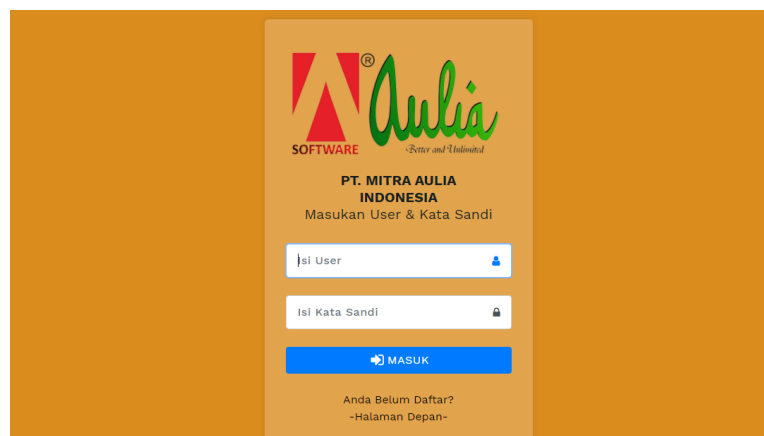 ®
Aulia
SOFTWARE
Better and Unlimited
PT. MITRA AULIA
INDONESIA
Masukan User & Kata Sandi
Isi User
Isi Kata Sandi
MASUK
Anda Belum Daftar?
-Halaman Depan-